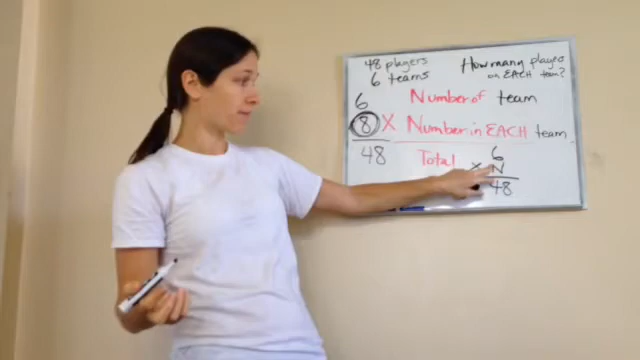 48 players
6 teams
How many players
on EACH team?
6 Number of team
8 X Number in EACH team
48 Total
6
X N
48